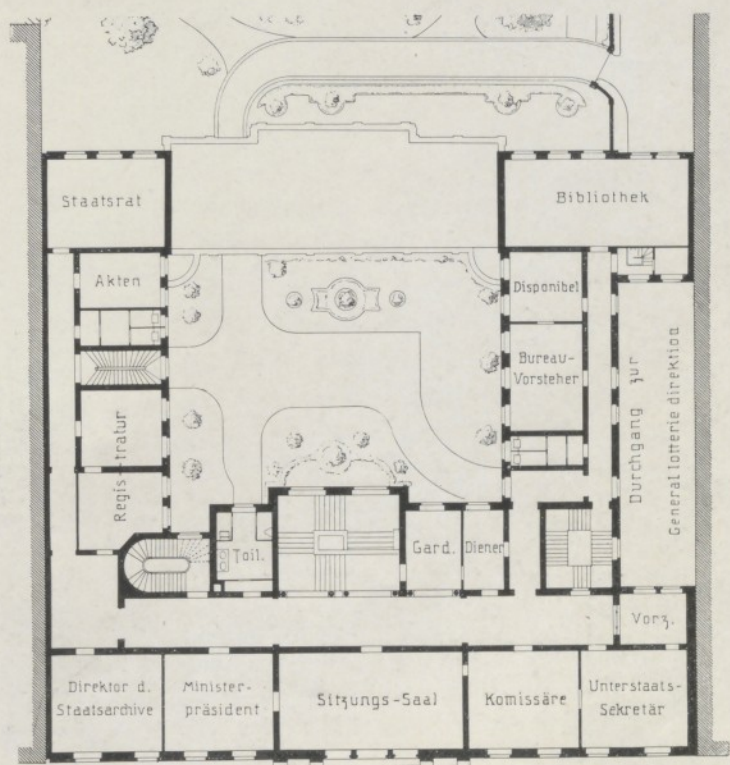 Staatsrat
Bibliothek
Akten
Disponibel
Bureau-
Vorsteher
Regis-tratur
Durchgang zur
Generallotteriedirektion
Toil.
Gard.
Diener
Vorz.
Direktor d.
Staatsarchive
Minister-
präsident
Sitzungs-Saal
Komissäre
Unterstaats-
Sekretär